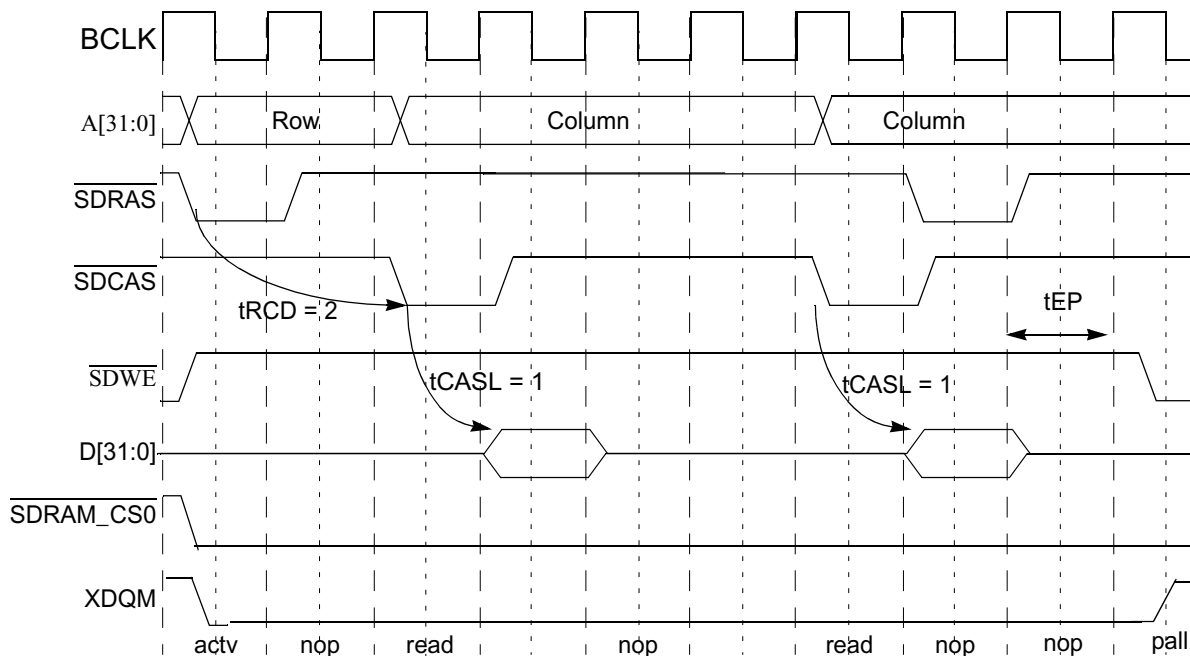 BCLK
A[31:0]
Row
Column
Column
SDRAS
SDCAS
tRCD = 2
tEP
SDWE
tCASL = 1
tCASL = 1
D[31:0]
SDRAM_CS0
XDQM
actv nop read nop read nop nop pall